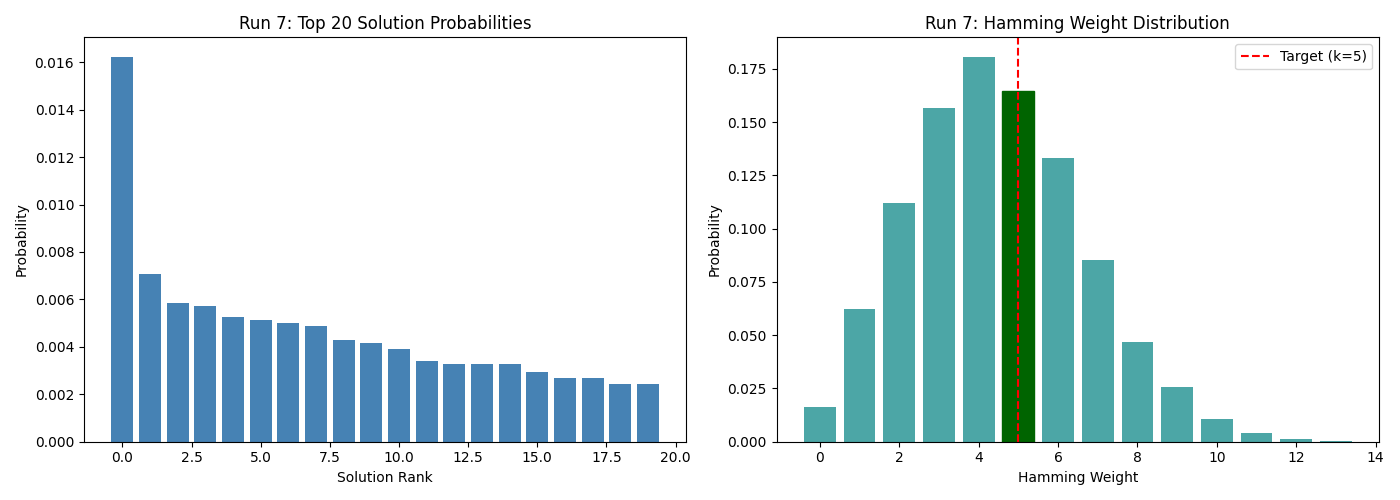 Run 7: Top 20 Solution Probabilities
Probability
0.016
0.014
0.012
0.010
0.008
0.006
0.004
0.002
0.000
0.0 2.5 5.0 7.5 10.0 12.5 15.0 17.5 20.0
Solution Rank
Run 7: Hamming Weight Distribution
Target (k=5)
Probability
0.175
0.150
0.125
0.100
0.075
0.050
0.025
0.000
0 2 4 6 8 10 12 14
Hamming Weight